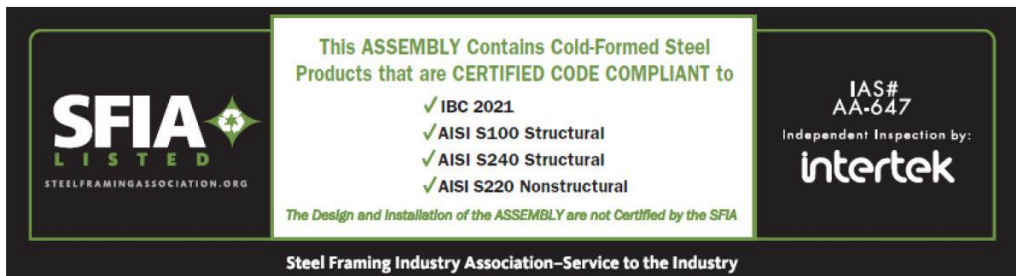 SFIA
LISTED
STEELFRAMINGASSOCIATION.ORG
This ASSEMBLY Contains Cold-Formed Steel
Products that are CERTIFIED CODE COMPLIANT to
✓IBC 2021
✓AISI S100 Structural
✓AISI S240 Structural
✓AISI S220 Nonstructural
The Design and Installation of the ASSEMBLY are not Certified by the SFIA
IAS#
AA-647
Independent Inspection by:
intertek
Steel Framing Industry Association–Service to the Industry